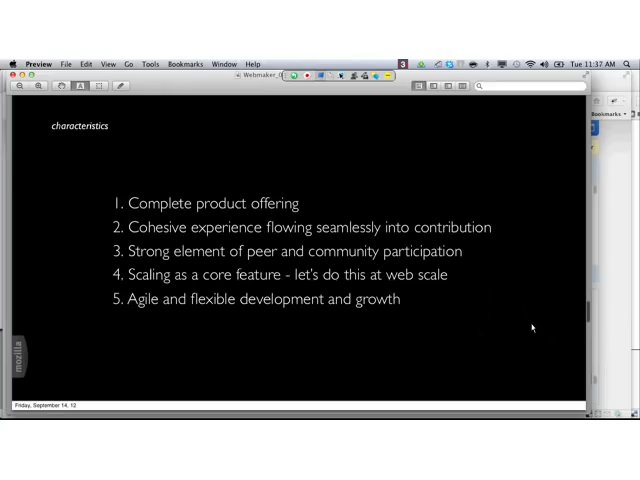 Preview File Edit View Go Tools Bookmarks Window Help
3
Tue 11:37 AM
Webmaker_0
Bookmarks
characteristics
1. Complete product offering
2. Cohesive experience flowing seamlessly into contribution
3. Strong element of peer and community participation
4. Scaling as a core feature - let's do this at web scale
5. Agile and flexible development and growth
mozilla
Friday, September 14, 12